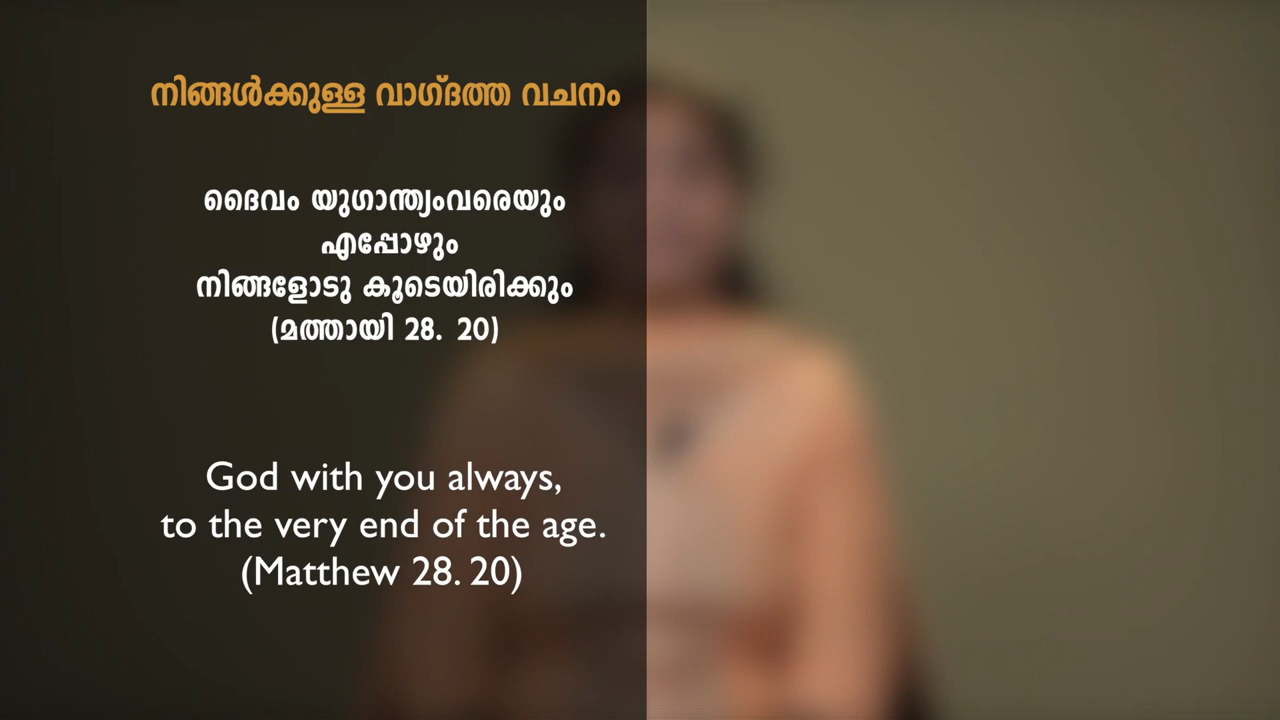 നിങ്ങൾക്കുള്ള വാഗ്ദത്ത വചനം
ദൈവം യുഗാന്ത്യംവരെയും
എപ്പോഴും
നിങ്ങളോടു കൂടെയിരിക്കും
(മത്തായി 28. 20)
God with you always,
to the very end of the age.
(Matthew 28. 20)